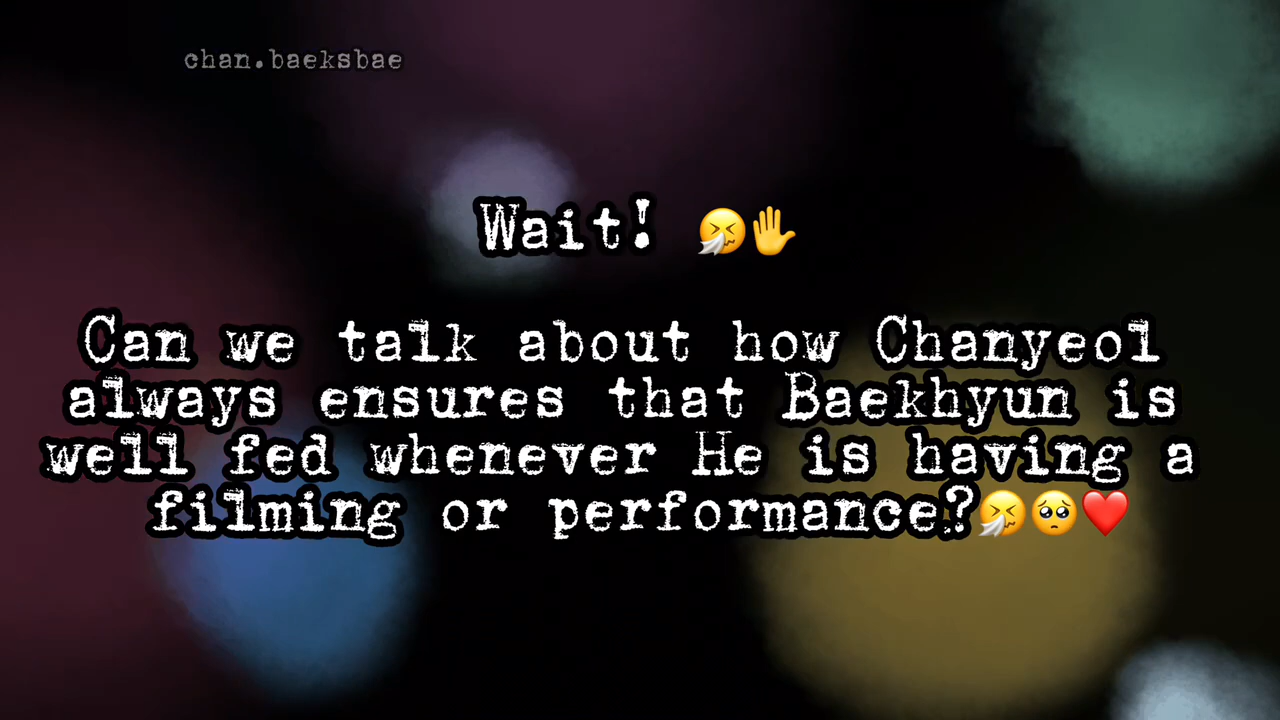 chan.baeksbae
Wait! 🤧✋
Can we talk about how Chanyeol
always ensures that Baekhyun is
well fed whenever He is having a
filming or performance?🤧🥺❤️